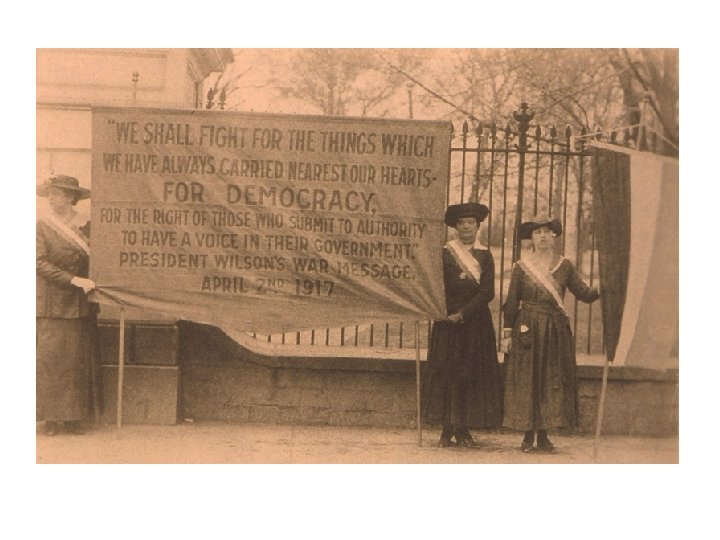 "WE SHALL FIGHT FOR THE THINGS WHICH
WE HAVE ALWAYS CARRIED NEAREST OUR HEARTS-
FOR DEMOCRACY,
FOR THE RIGHT OF THOSE WHO SUBMIT TO AUTHORITY
TO HAVE A VOICE IN THEIR GOVERNMENT."
PRESIDENT WILSON'S WAR MESSAGE.
APRIL 2ND 1917